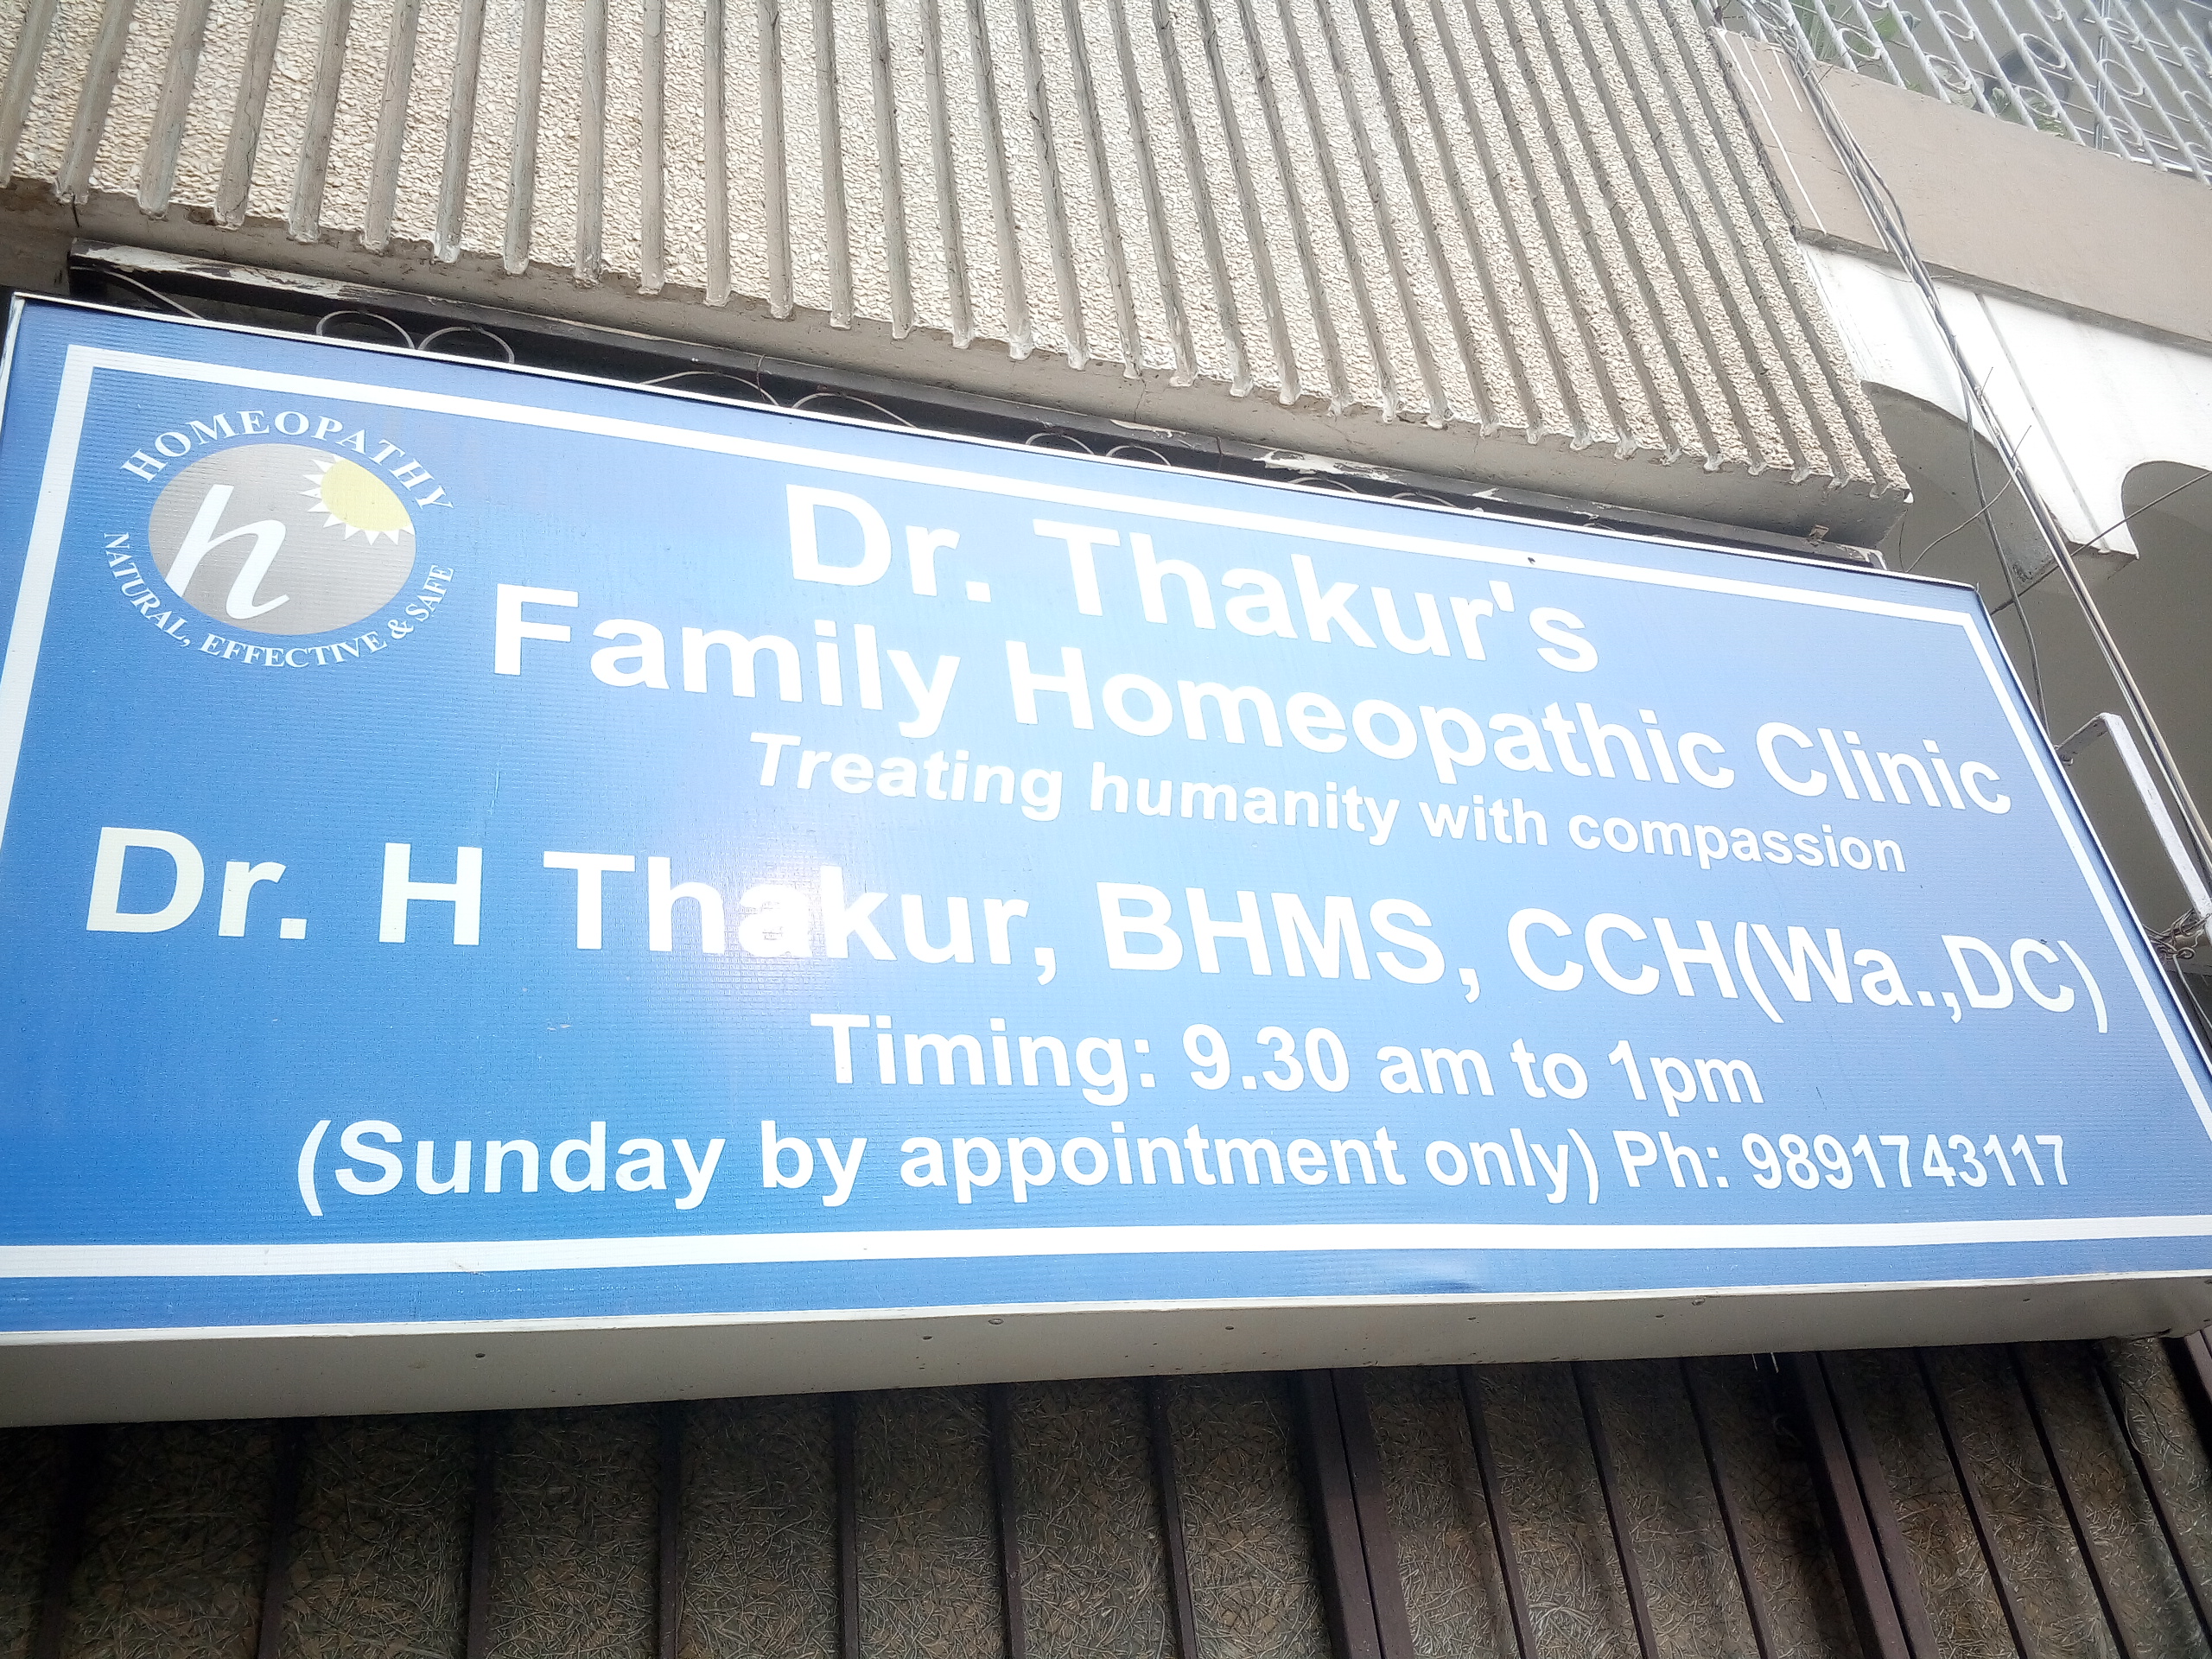 HOMEOPATHY
h
NATURAL, EFFECTIVE & SAFE
Dr. Thakur's
Family Homeopathic Clinic
Treating humanity with compassion
Dr. H Thakur, BHMS, CCH(Wa.,DC)
Timing: 9.30 am to 1pm
(Sunday by appointment only) Ph: 9891743117